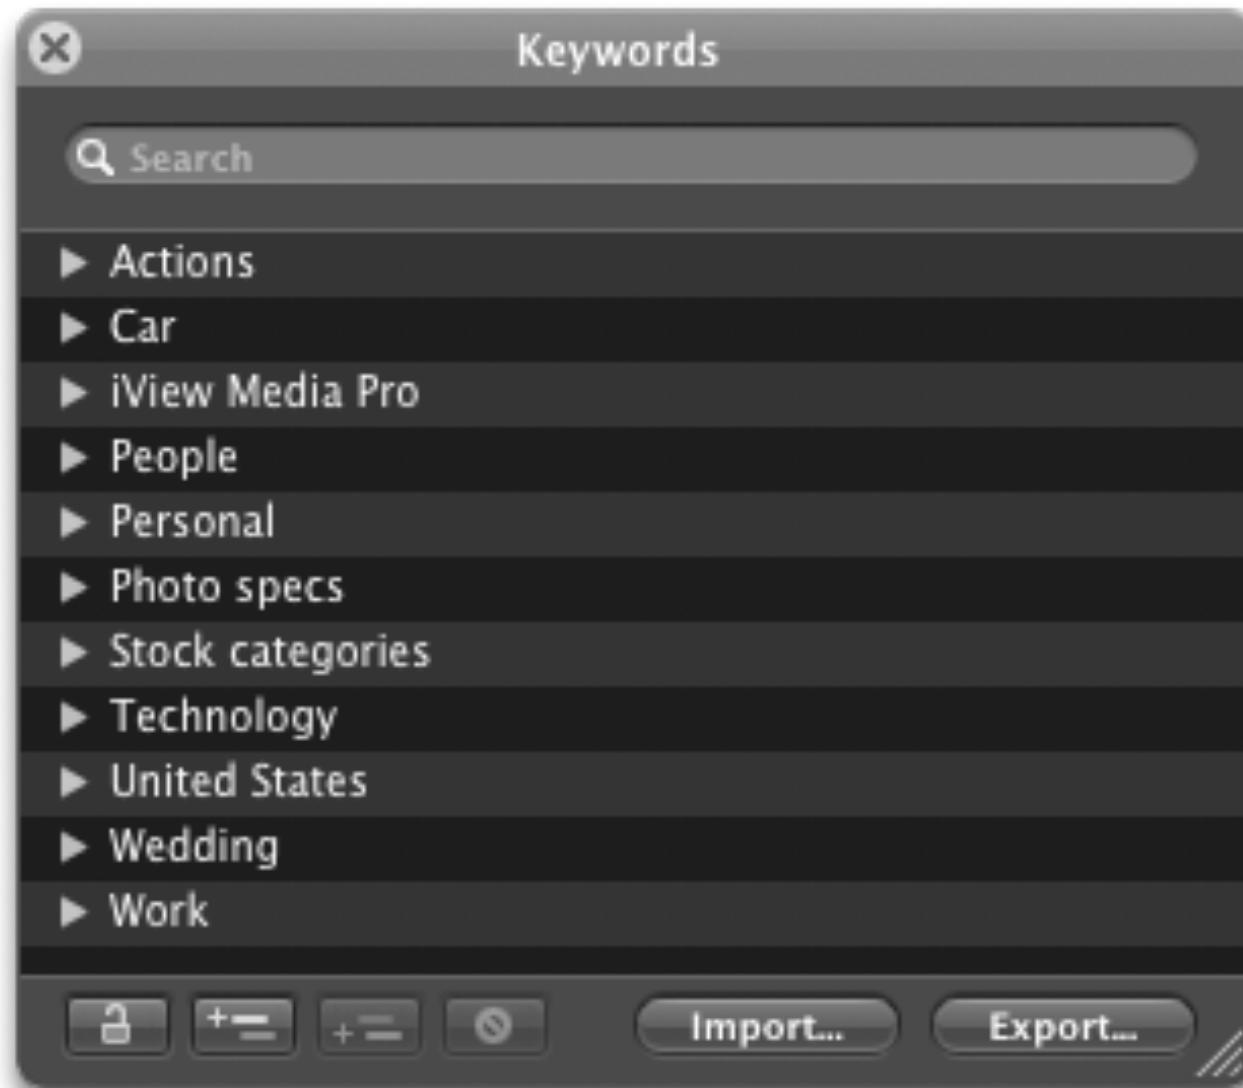 Keywords
Search
Actions
Car
iView Media Pro
People
Personal
Photo specs
Stock categories
Technology
United States
Wedding
Work
Import... Export...